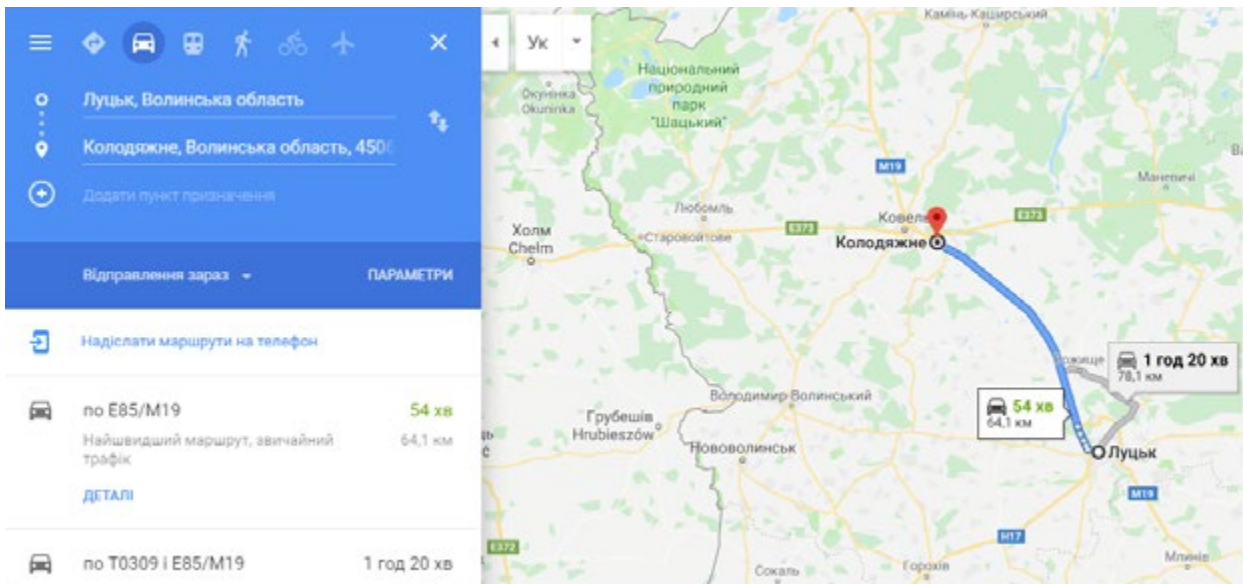 Луцьк, Волинська область
Колодяжне, Волинська область, 4506
Додати пункт призначення
Відправлення зараз
ПАРАМЕТРИ
Надіслати маршрути на телефон
по E85/M19
54 хв
Найшвидший маршрут, звичайний
64,1 км
трафік
ДЕТАЛІ
по T0309 і E85/M19
1 год 20 хв
Ук
Камінь-Каширський
Національний
природний
парк
"Шацький"
Окунінка
Okuninka
M19
Маневичі
Любомль
Ковель
E373
E373
Холм
Chelm
Старовойтове
Колодяжне
1 год 20 хв
78,1 км
54 хв
64,1 км
Володимир-Волинський
Грубешів
Hrubieszów
Нововолинськ
Луцьк
M19
H17
E372
Сокаль
Горохів
Млинів